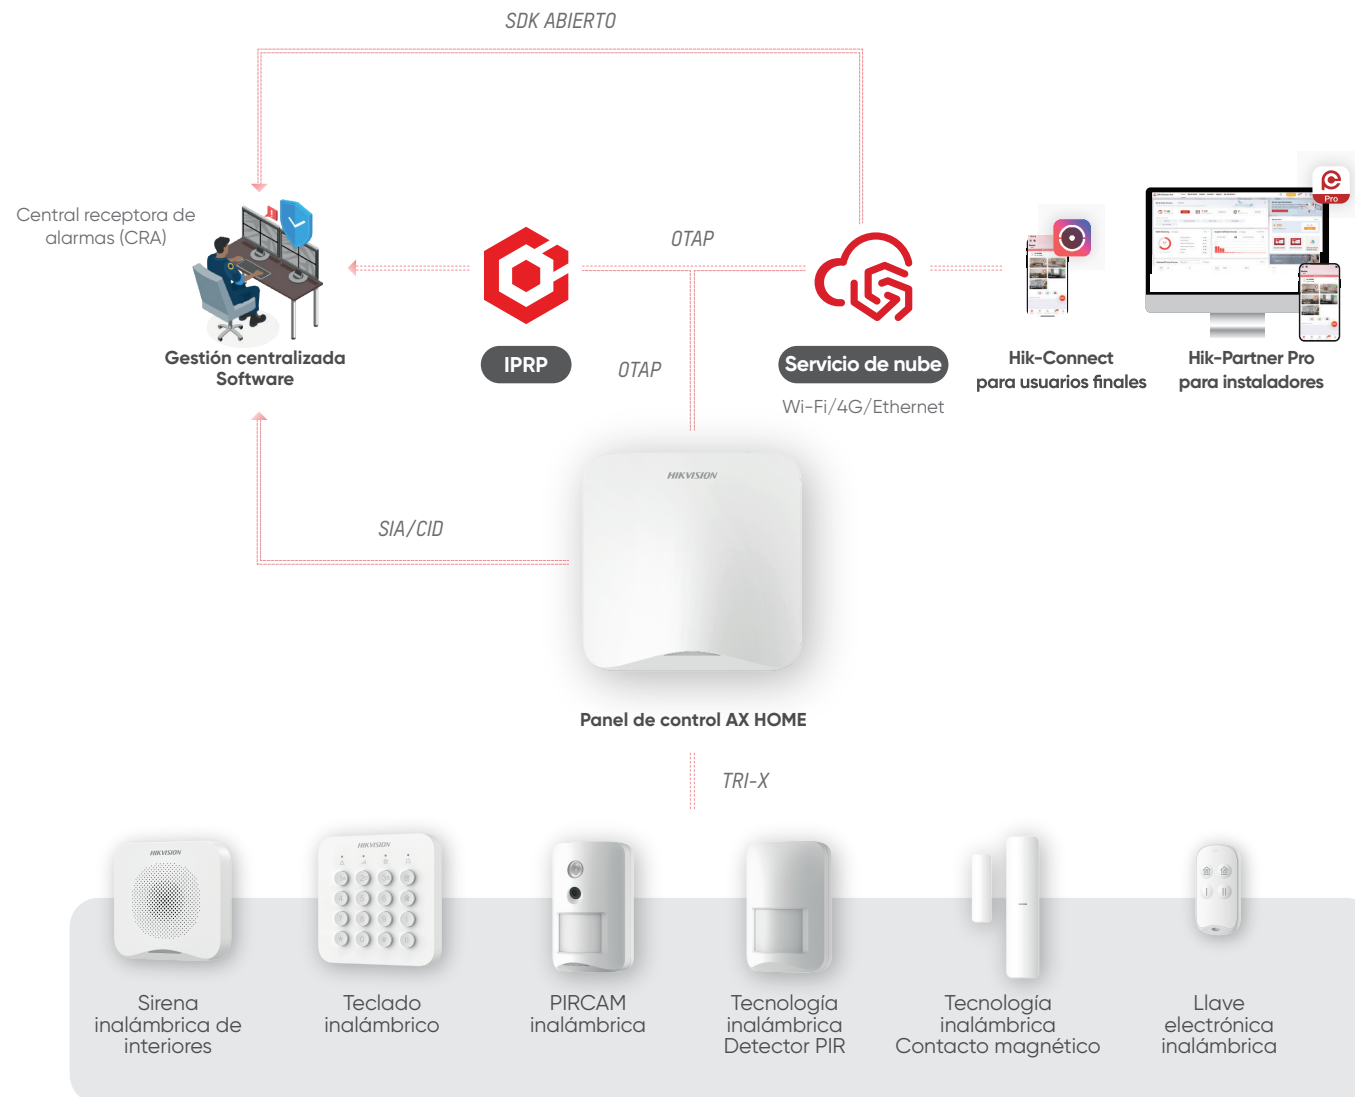 SDK ABIERTO
Central receptora de
alarmas (CRA)
Gestión centralizada
Software
OTAP
IPRP
OTAP
Servicio de nube
Wi-Fi/4G/Ethernet
Hik-Connect
para usuarios finales
Pro
Hik-Partner Pro
para instaladores
SIA/CID
HIKVISION
Panel de control AX HOME
TRI-X
HIKVISION
HIKVISION
Sirena
inalámbrica de
interiores
Teclado
inalámbrico
PIRCAM
inalámbrica
Tecnología
inalámbrica
Detector PIR
Tecnología
inalámbrica
Contacto magnético
Llave
electrónica
inalámbrica